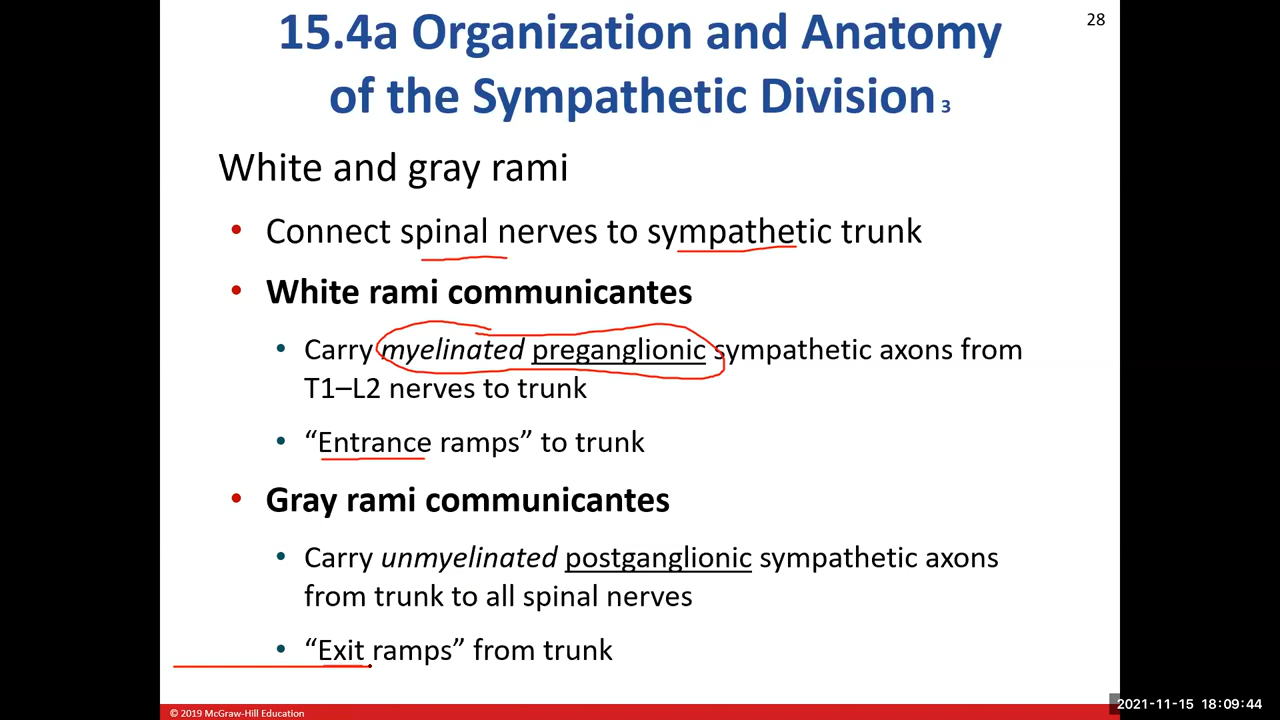 28
15.4a Organization and Anatomy
of the Sympathetic Division 3
White and gray rami
• Connect spinal nerves to sympathetic trunk
• White rami communicantes
• Carry myelinated preganglionic sympathetic axons from
T1–L2 nerves to trunk
• “Entrance ramps” to trunk
• Gray rami communicantes
• Carry unmyelinated postganglionic sympathetic axons
from trunk to all spinal nerves
• “Exit ramps” from trunk
© 2019 McGraw-Hill Education
2021-11-15 18:09:44